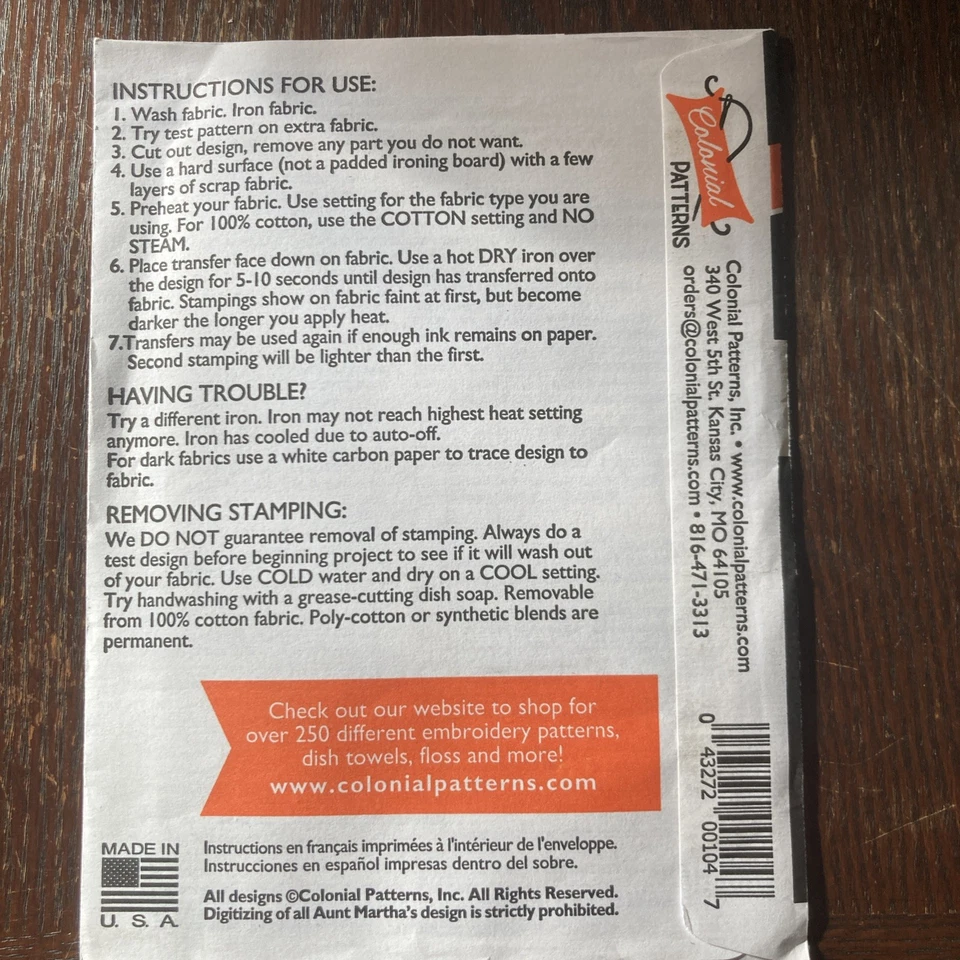 INSTRUCTIONS FOR USE:
1. Wash fabric. Iron fabric.
2. Try test pattern on extra fabric.
3. Cut out design, remove any part you do not want.
4. Use a hard surface (not a padded ironing board) with a few
layers of scrap fabric.
5. Preheat your fabric. Use setting for the fabric type you are
using. For 100% cotton, use the COTTON setting and NO
STEAM.
6. Place transfer face down on fabric. Use a hot DRY iron over
the design for 5-10 seconds until design has transferred onto
fabric. Stampings show on fabric faint at first, but become
darker the longer you apply heat.
7.Transfers may be used again if enough ink remains on paper.
Second stamping will be lighter than the first.
HAVING TROUBLE?
Try a different iron. Iron may not reach highest heat setting
anymore. Iron has cooled due to auto-off.
For dark fabrics use a white carbon paper to trace design to
fabric.
REMOVING STAMPING:
We DO NOT guarantee removal of stamping. Always do a
test design before beginning project to see if it will wash out
of your fabric. Use COLD water and dry on a COOL setting.
Try handwashing with a grease-cutting dish soap. Removable
from 100% cotton fabric. Poly-cotton or synthetic blends are
permanent.
Check out our website to shop for
over 250 different embroidery patterns,
dish towels, floss and more!
www.colonialpatterns.com
MADE IN
U. S. A.
Instructions en français imprimées à l'intérieur de l'enveloppe.
Instrucciones en español impresas dentro del sobre.
All designs ©Colonial Patterns, Inc. All Rights Reserved.
Digitizing of all Aunt Martha's design is strictly prohibited.
Colonial
PATTERNS
Colonial Patterns, Inc. • www.colonialpatterns.com
340 West 5th St. Kansas City, MO 64105
orders@colonialpatterns.com • 816-471-3313
0 43272 00104 7